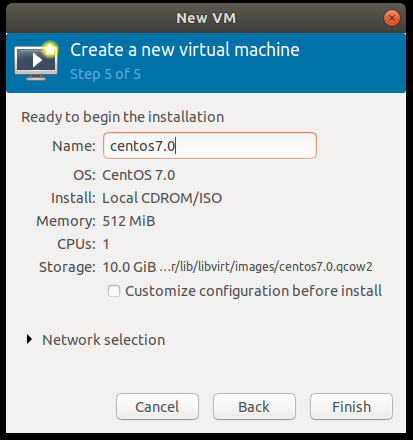 New VM
Create a new virtual machine
Step 5 of 5
Ready to begin the installation
Name: centos7.0
OS: CentOS 7.0
Install: Local CDROM/ISO
Memory: 512 MiB
CPUs: 1
Storage: 10.0 GiB ...r/lib/libvirt/images/centos7.0.qcow2
Customize configuration before install
Network selection
Cancel Back Finish